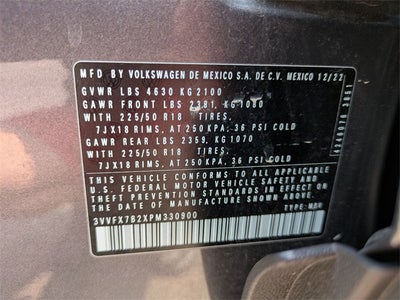 MFD BY VOLKSWAGEN DE MEXICO S.A. DE C.V. MEXICO 12/22
GVWR LBS 4630 KG 2100
GAWR FRONT LBS 2381, KG 1080
WITH 225/50 R18 TIRES,
7JX18 RIMS, AT 250 KPA; 36 PSI COLD
GAWR REAR LBS 2359, KG 1070
WITH 225/50 R18 TIRES,
7JX18 RIMS, AT 250 KPA; 36 PSI COLD
THIS VEHICLE CONFORMS TO ALL APPLICABLE
U.S. FEDERAL MOTOR VEHICLE SAFETY AND
THEFT PREVENTION STANDARDS IN EFFECT ON THE
DATE OF MANUFACTURE SHOWN ABOVE
3VVFX7B2XPM330900
TYPE: MPV